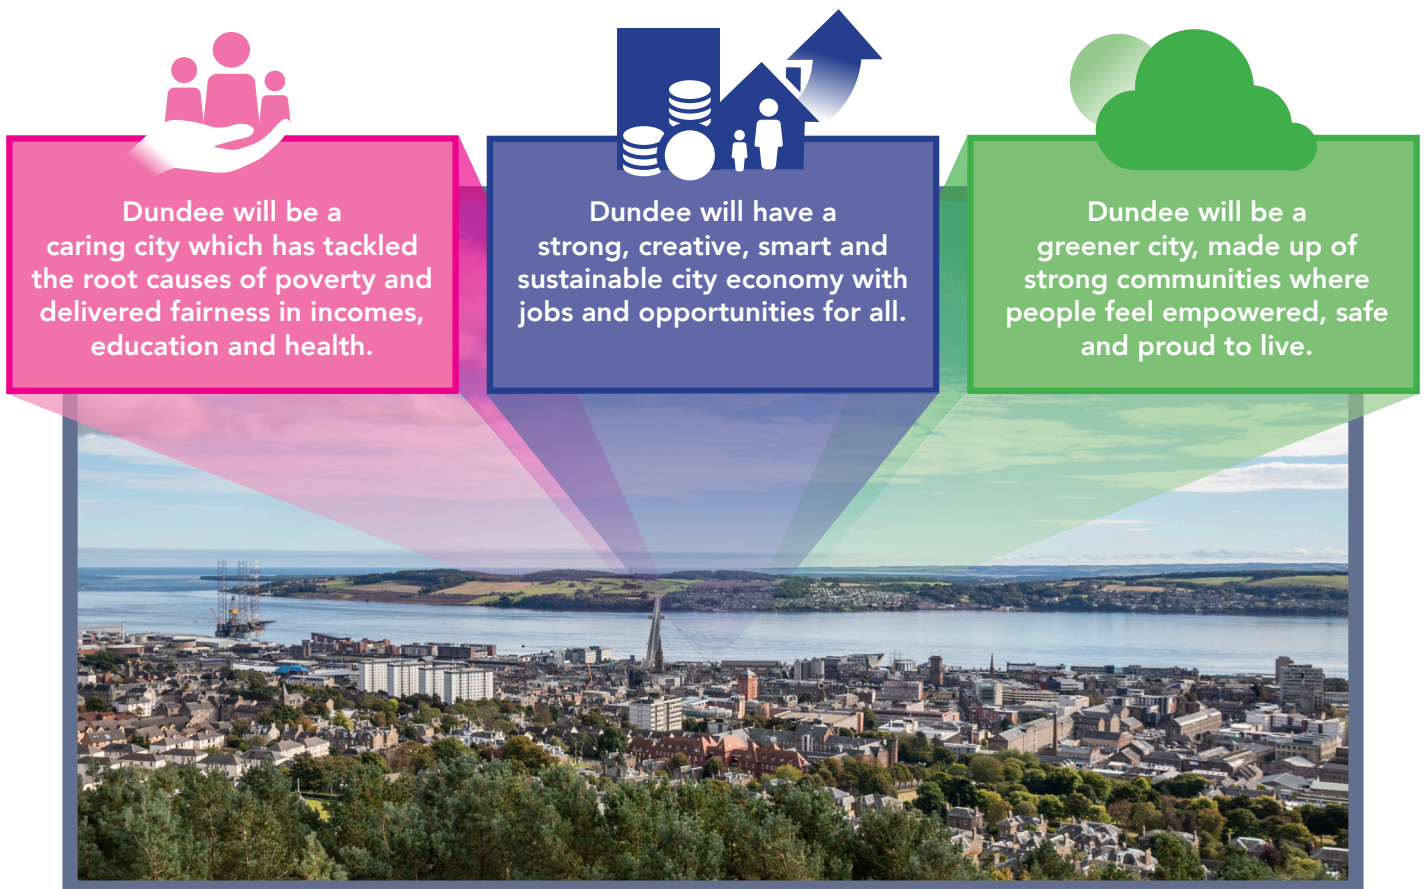 Dundee will be a
caring city which has tackled
the root causes of poverty and
delivered fairness in incomes,
education and health.
Dundee will have a
strong, creative, smart and
sustainable city economy with
jobs and opportunities for all.
Dundee will be a
greener city, made up of
strong communities where
people feel empowered, safe
and proud to live.